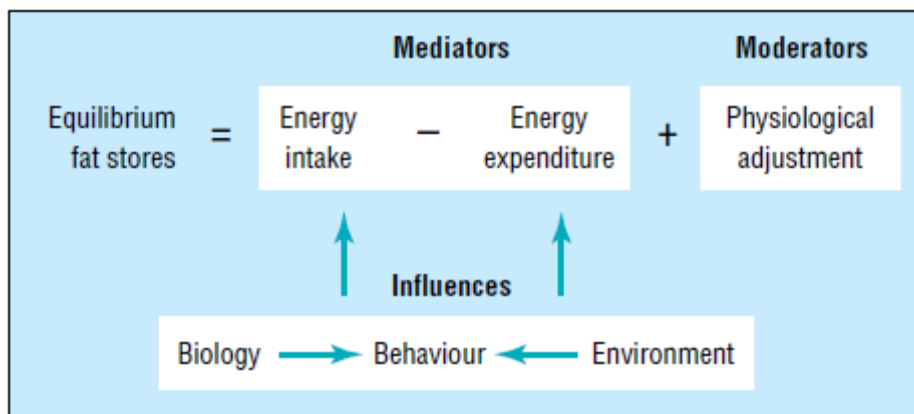 Mediators
Moderators
Equilibrium
fat stores
=
Energy
intake
−
Energy
expenditure
+
Physiological
adjustment
Influences
Biology
Behaviour
Environment